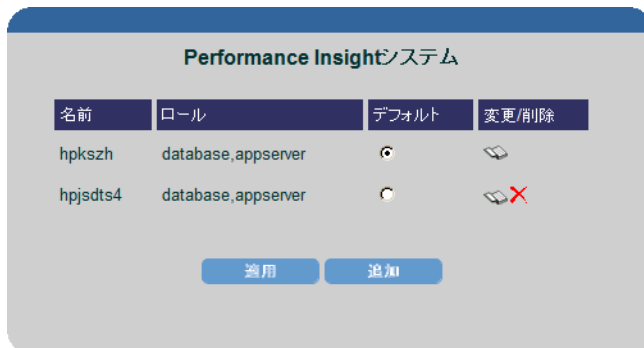 Performance Insightシステム
名前 ロール デフォルト 変更/削除
hpkszh database,appserver
hpjsdts4 database,appserver
適用 追加